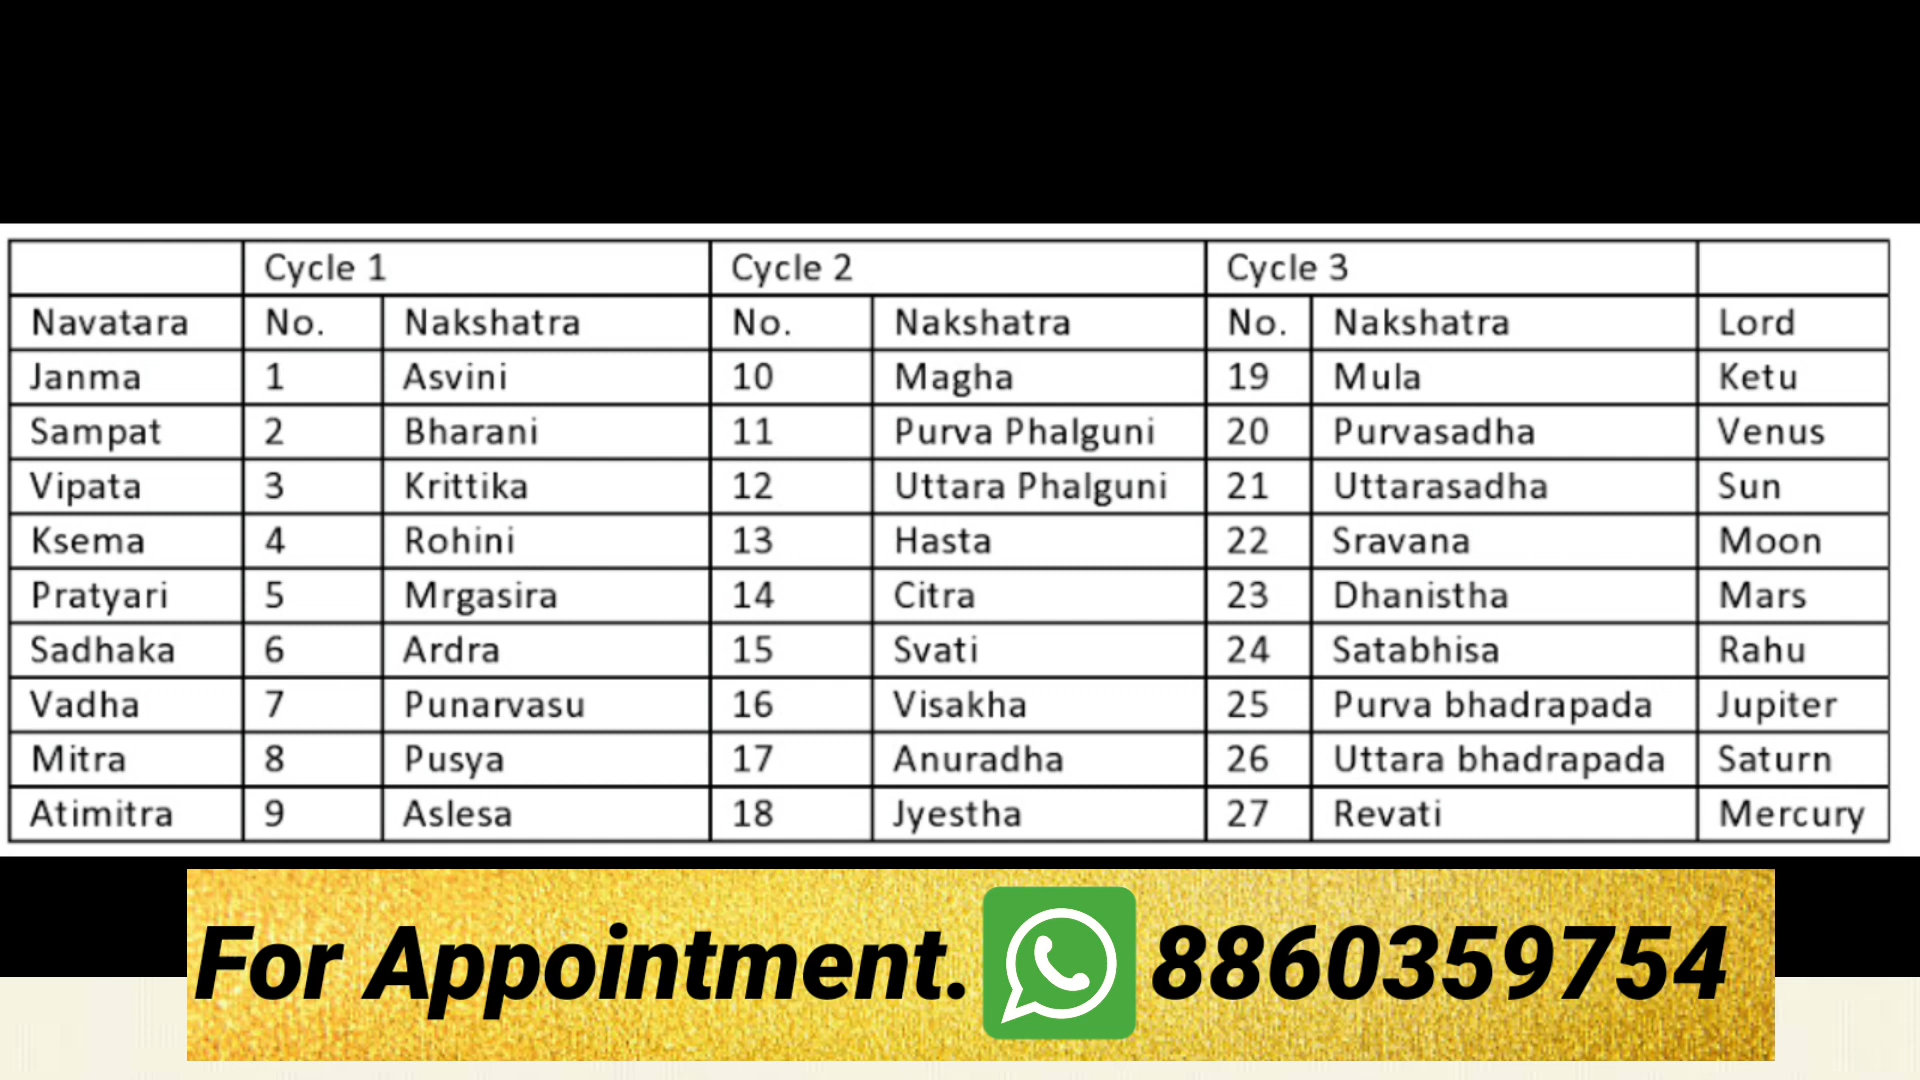 Cycle 1 Cycle 2 Cycle 3
Navatara No. Nakshatra No. Nakshatra No. Nakshatra Lord
Janma 1 Asvini 10 Magha 19 Mula Ketu
Sampat 2 Bharani 11 Purva Phalguni 20 Purvasadha Venus
Vipata 3 Krittika 12 Uttara Phalguni 21 Uttarasadha Sun
Ksema 4 Rohini 13 Hasta 22 Sravana Moon
Pratyari 5 Mrgasira 14 Citra 23 Dhanistha Mars
Sadhaka 6 Ardra 15 Svati 24 Satabhisa Rahu
Vadha 7 Punarvasu 16 Visakha 25 Purva bhadrapada Jupiter
Mitra 8 Pusya 17 Anuradha 26 Uttara bhadrapada Saturn
Atimitra 9 Aslesa 18 Jyestha 27 Revati Mercury
For Appointment. 8860359754